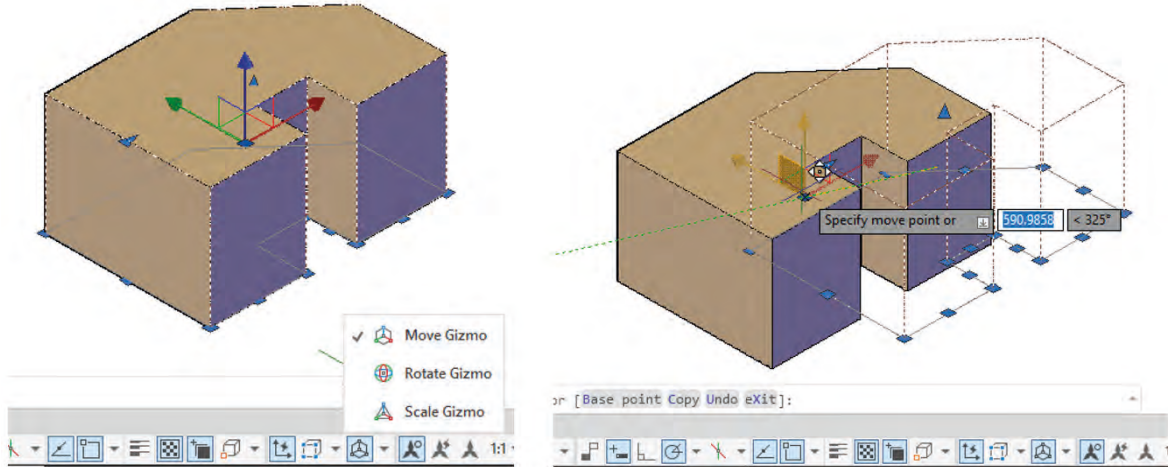 Move Gizmo
Rotate Gizmo
Scale Gizmo
1:1
Specify move point or 590.9858 < 325°
or [Base point Copy Undo eXit]: